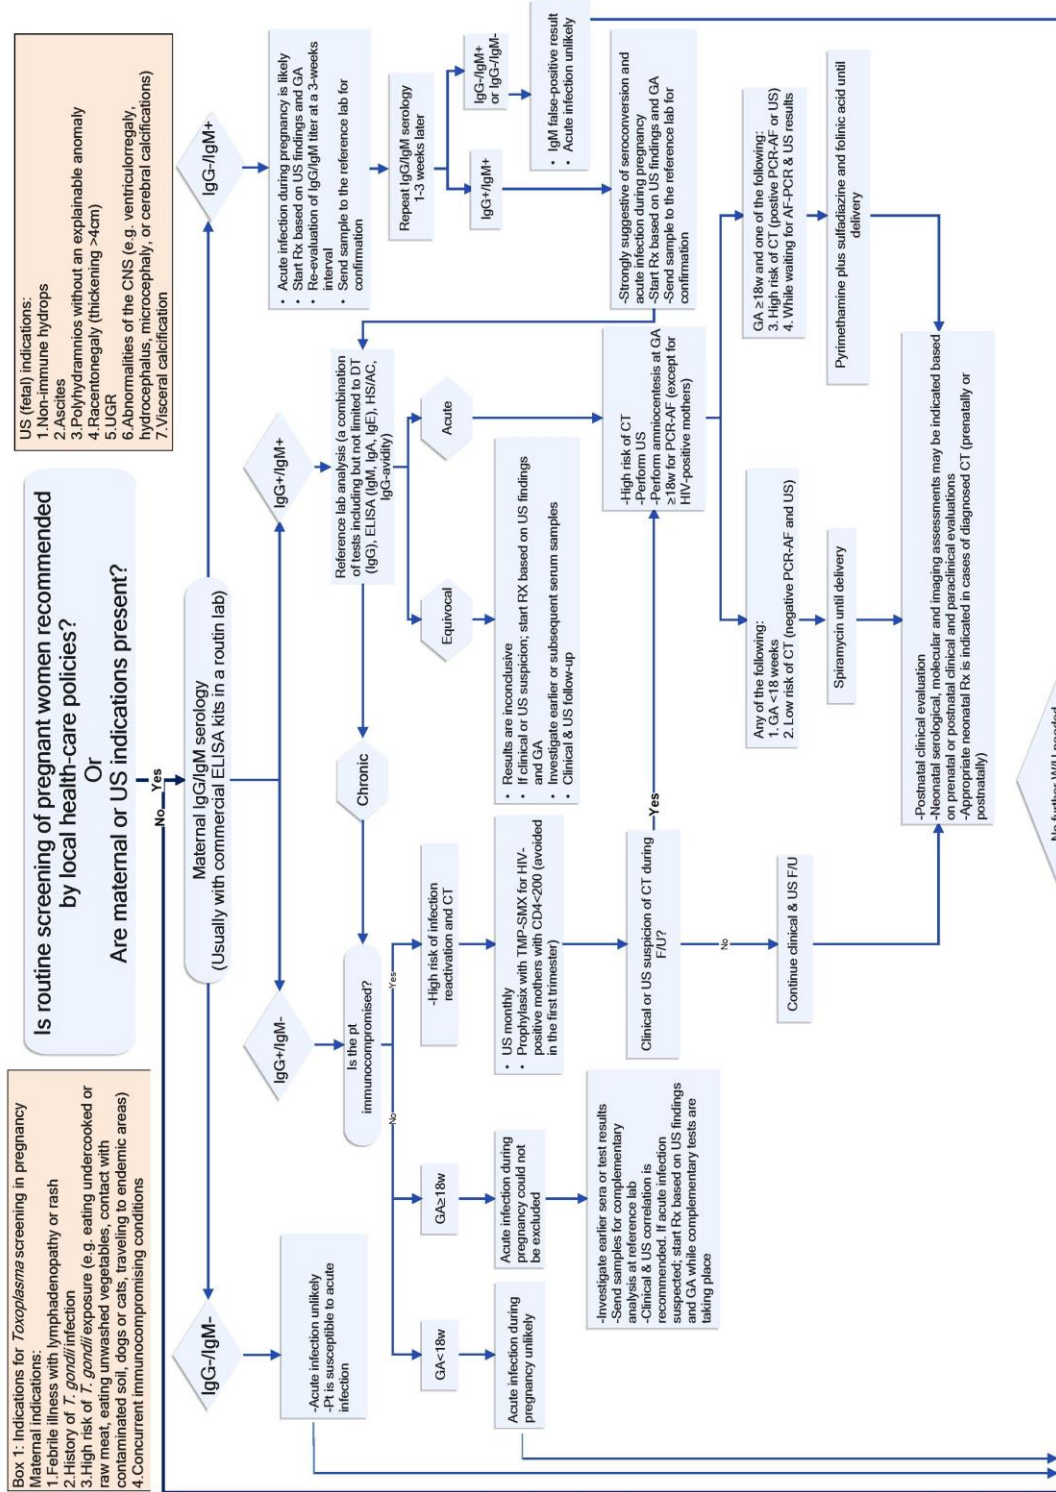 Box 1: Indications for Toxoplasma screening in pregnancy
Maternal indications:
1.Febrile illness with lymphadenopathy or rash
2.History of T. gondii infection
3.High risk of T. gondii exposure (e.g. eating undercooked or
raw meat, eating unwashed vegetables, contact with
contaminated soil, dogs or cats, traveling to endemic areas)
4.Concurrent immunocompromising conditions
Is routine screening of pregnant women recommended
by local health-care policies?
Or
Are maternal or US indications present?
US (fetal) indications:
1.Non-immune hydrops
2.Ascites
3.Polyhydramnios without an explainable anomaly
4.Racentonegaly (thickening >4cm)
5.UGR
6.Abnormalities of the CNS (e.g. ventriculorregaly,
hydrocephalus, microcephaly, or cerebral calcifications)
7.Visceral calcification
No
Yes
Maternal IgG/IgM serology
(Usually with commercial ELISA kits in a routin lab)
IgG-/IgM-
IgG+/IgM-
IgG+/IgM+
IgG-/IgM+
-Acute infection unlikely
-Pt is susceptible to acute
infection
Is the pt
immunocompromised?
No
Yes
GA<18w
GA≥18w
Acute infection during
pregnancy unlikely
Acute infection during
pregnancy could not
be excluded
-Investigate earlier sera or test results
-Send samples for complementary
analysis at reference lab
-Clinical & US correlation is
recommended. If acute infection
suspected; start Rx based on US findings
and GA while complementary tests are
taking place
-High risk of infection
reactivation and CT
• US monthly
• Prophylasix with TMP-SMX for HIV-
positive mothers with CD4<200 (avoided
in the first trimester)
Clinical or US suspicion of CT during
F/U?
Yes
No
Continue clinical & US F/U
Chronic
Reference lab analysis (a combination
of tests including but not limited to DT
(IgG), ELISA (IgM, IgA, IgE), HS/AC,
IgG-avidity)
Equivocal
Acute
• Results are inconclusive
• If clinical or US suspicion; start RX based on US findings
and GA
• Investigate earlier or subsequent serum samples
• Clinical & US follow-up
• Acute infection during pregnancy is likely
• Start Rx based on US findings and GA
• Re-evaluation of IgG/IgM titer at a 3-weeks
interval
• Send sample to the reference lab for
confirmation
Repeat IgG/IgM serology
1-3 weeks later
IgG+/IgM+
IgG-/IgM+
or IgG-/IgM-
• IgM false-positive result
• Acute infection unlikely
-Strongly suggestive of seroconversion and
acute infection during pregnancy
-Start Rx based on US findings and GA
-Send sample to the reference lab for
confirmation
-High risk of CT
-Perform US
-Perform amniocentesis at GA
≥18w for PCR-AF (except for
HIV-positive mothers)
Any of the following:
1. GA <18 weeks
2. Low risk of CT (negative PCR-AF and US)
GA ≥18w and one of the following:
3. High risk of CT (postive PCR-AF or US)
4. While waiting for AF-PCR & US results
Spiramycin until delivery
Pyrimethamine plus sulfadiazine and folinic acid until
delivery
-Postnatal clinical evaluation
-Neonatal serological, molecular and imaging assessments may be indicated based
on prenatal or postnatal clinical and paraclinical evaluations
-Appropriate neonatal Rx is indicated in cases of diagnosed CT (prenatally or
postnatally)
No further W/U needed